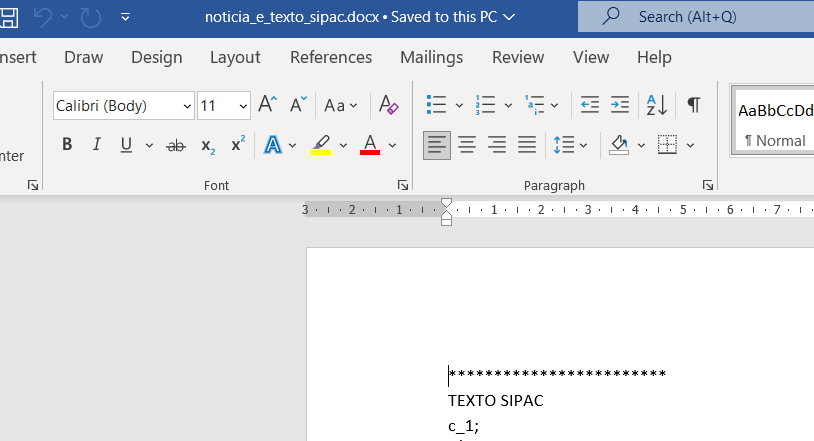 noticia_e_texto_sipac.docx • Saved to this PC
Search (Alt+Q)
nsert Draw Design Layout References Mailings Review View Help
Calibri (Body) 11 A A Aa A
AaBbCcDd
nter
B I U ab x₂ x² A A
¶ Normal
Font
Paragraph
3 2 1 1 2 3 4 5 6 7
************************
TEXTO SIPAC
c_1;